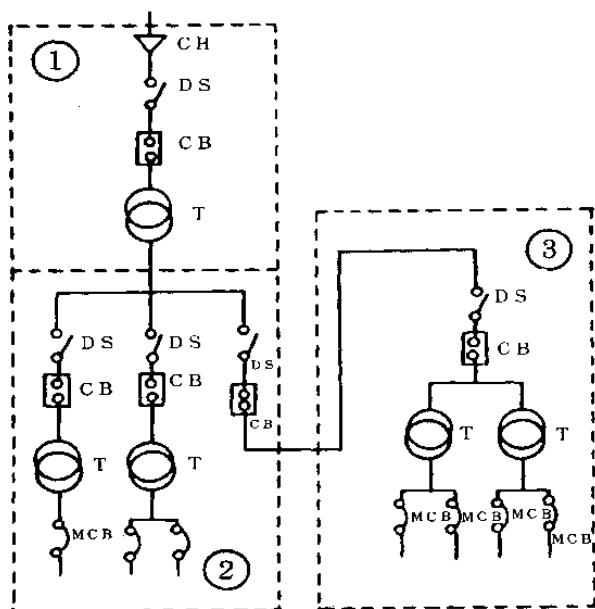 1
CH
DS
CB
T
3
DS
CB
T T
MCB MCB MCB MCB
DS DS DS
CB CB CB
T T
MCB
2